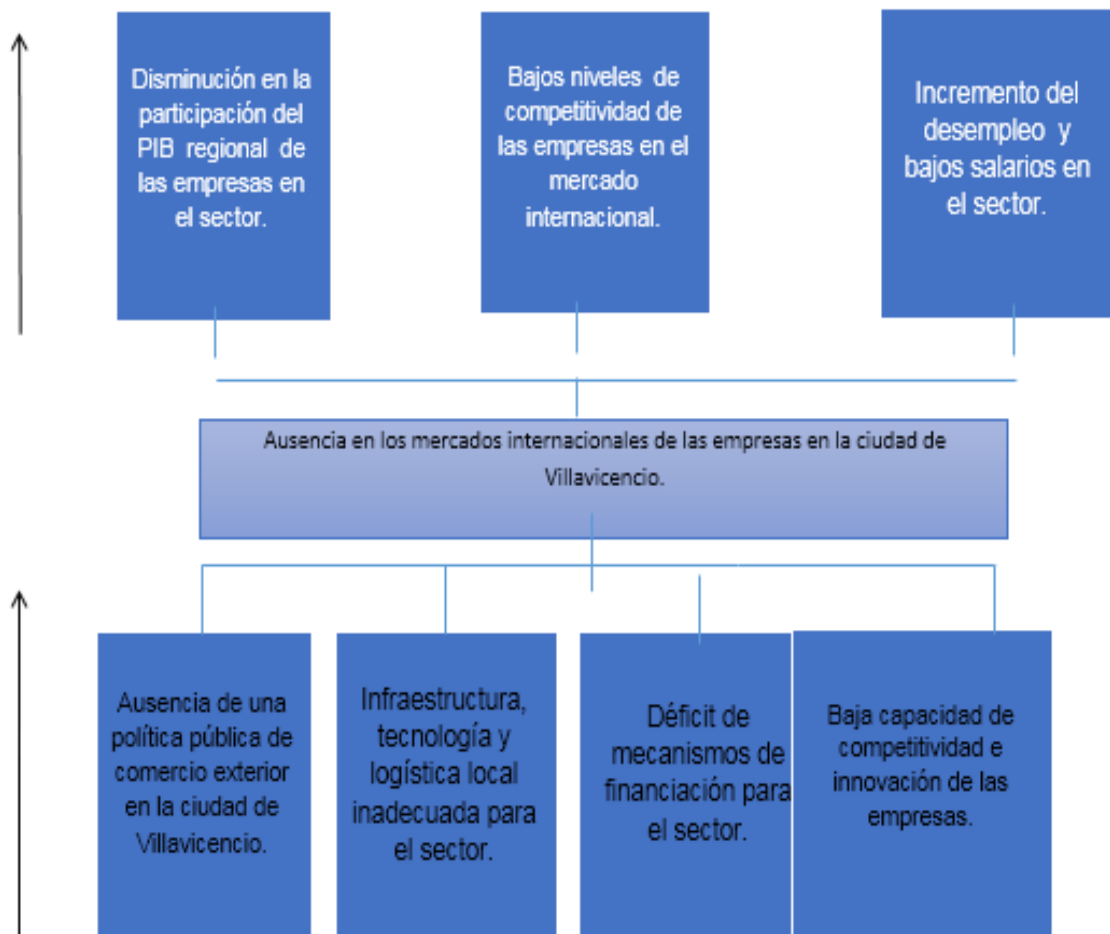 Disminución en la
participación del
PIB regional de
las empresas en
el sector.
Bajos niveles de
competitividad de
las empresas en el
mercado
internacional.
Incremento del
desempleo y
bajos salarios en
el sector.
Ausencia en los mercados internacionales de las empresas en la ciudad de
Villavicencio.
Ausencia de una
política pública de
comercio exterior
en la ciudad de
Villavicencio.
Infraestructura,
tecnología y
logística local
inadecuada para
el sector.
Déficit de
mecanismos de
financiación para
el sector.
Baja capacidad de
competitividad e
innovación de las
empresas.